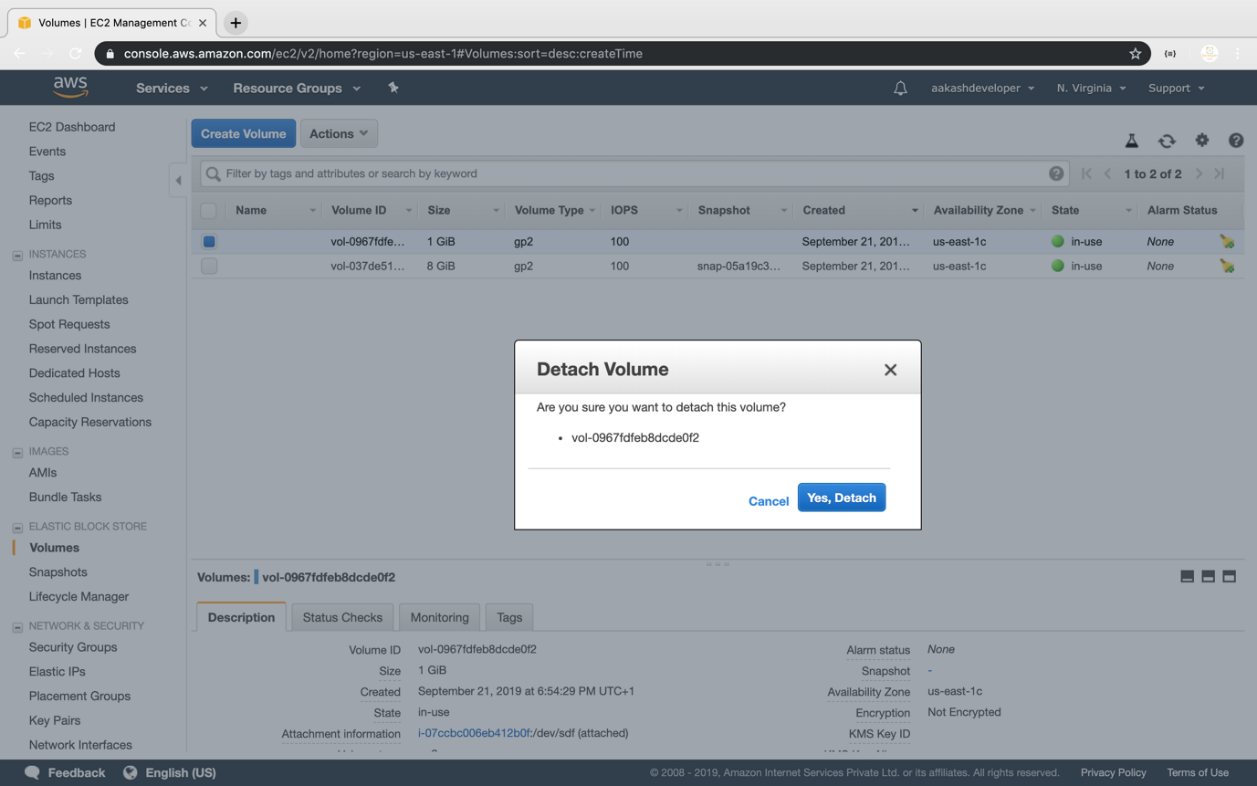 Volumes | EC2 Management Co
console.aws.amazon.com/ec2/v2/home?region=us-east-1#Volumes:sort=desc:createTime
aws Services Resource Groups aakashdeveloper N. Virginia Support
EC2 Dashboard
Events
Tags
Reports
Limits
INSTANCES
Instances
Launch Templates
Spot Requests
Reserved Instances
Dedicated Hosts
Scheduled Instances
Capacity Reservations
IMAGES
AMIs
Bundle Tasks
ELASTIC BLOCK STORE
Volumes
Snapshots
Lifecycle Manager
NETWORK & SECURITY
Security Groups
Elastic IPs
Placement Groups
Key Pairs
Network Interfaces
Create Volume Actions
Filter by tags and attributes or search by keyword 1 to 2 of 2
Name Volume ID Size Volume Type IOPS Snapshot Created Availability Zone State Alarm Status
vol-0967fdfe... 1 GiB gp2 100 September 21, 201... us-east-1c in-use None
vol-037de51... 8 GiB gp2 100 snap-05a19c3... September 21, 201... us-east-1c in-use None
Detach Volume
Are you sure you want to detach this volume?
• vol-0967fdfeb8dcde0f2
Cancel Yes, Detach
Volumes: vol-0967fdfeb8dcde0f2
Description Status Checks Monitoring Tags
Volume ID vol-0967fdfeb8dcde0f2 Alarm status None
Size 1 GiB Snapshot -
Created September 21, 2019 at 6:54:29 PM UTC+1 Availability Zone us-east-1c
State in-use Encryption Not Encrypted
Attachment information i-07ccbc006eb412b0f:/dev/sdf (attached) KMS Key ID
Feedback English (US) © 2008 - 2019, Amazon Internet Services Private Ltd. or its affiliates. All rights reserved. Privacy Policy Terms of Use